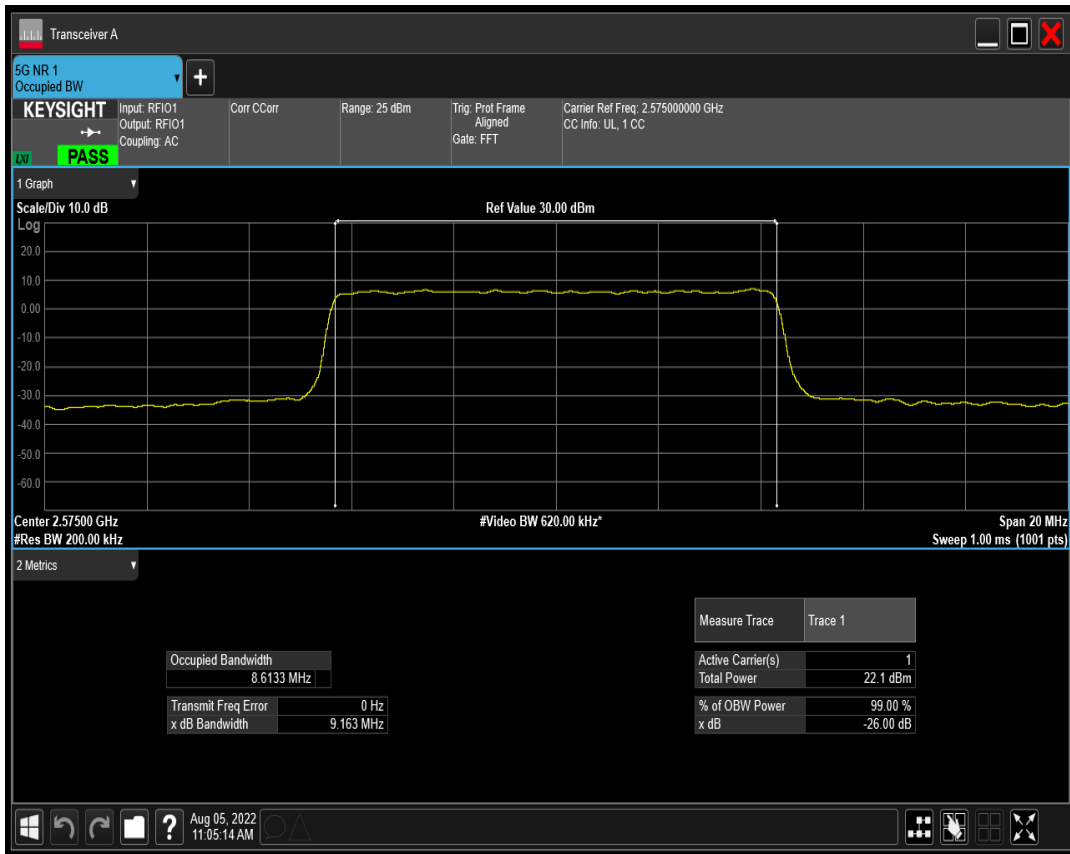 Transceiver A
5G NR 1
Occupied BW
+
KEYSIGHT
LXI
PASS
Input: RFIO1
Output: RFIO1
Coupling: AC
Corr CCorr
Range: 25 dBm
Trig: Prot Frame
Aligned
Gate: FFT
Carrier Ref Freq: 2.575000000 GHz
CC Info: UL, 1 CC
1 Graph
Scale/Div 10.0 dB
Ref Value 30.00 dBm
Log
20.0
10.0
0.00
-10.0
-20.0
-30.0
-40.0
-50.0
-60.0
Center 2.57500 GHz
#Video BW 620.00 kHz*
Span 20 MHz
#Res BW 200.00 kHz
Sweep 1.00 ms (1001 pts)
2 Metrics
Measure Trace Trace 1
Occupied Bandwidth
8.6133 MHz
Active Carrier(s) 1
Total Power 22.1 dBm
Transmit Freq Error 0 Hz
x dB Bandwidth 9.163 MHz
% of OBW Power 99.00 %
x dB -26.00 dB
?
Aug 05, 2022
11:05:14 AM